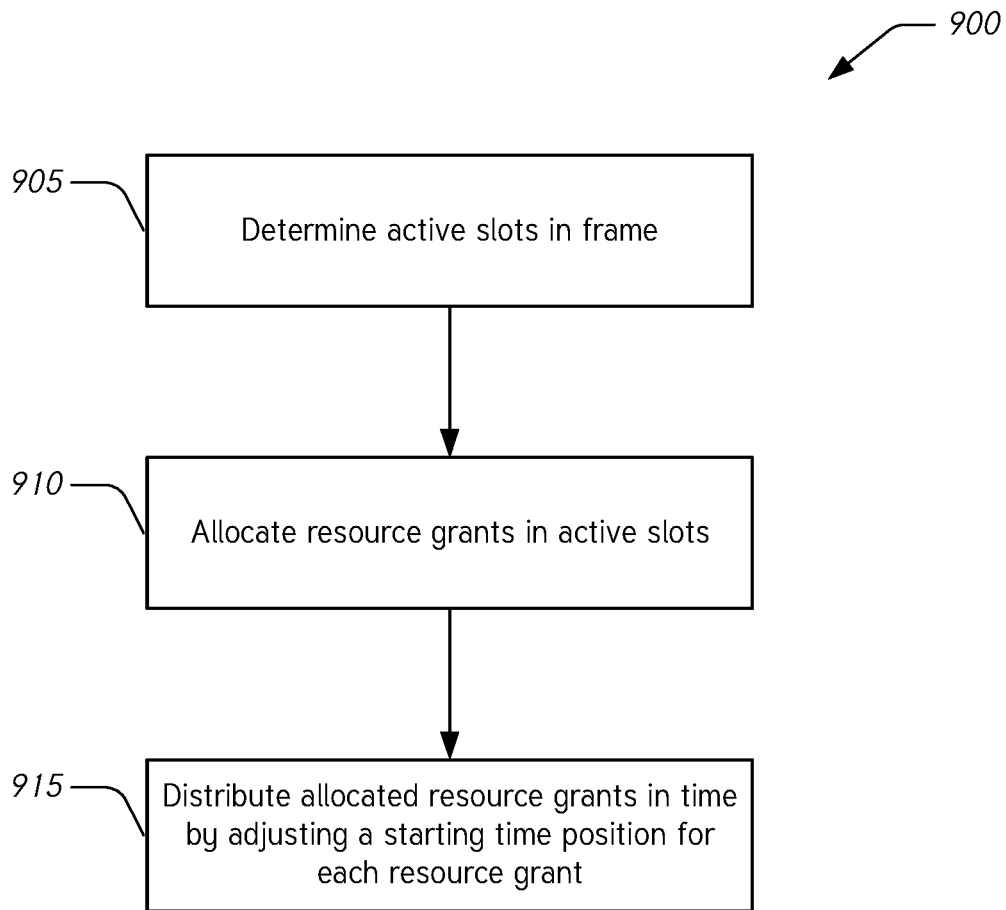 900
905
Determine active slots in frame
910
Allocate resource grants in active slots
915
Distribute allocated resource grants in time
by adjusting a starting time position for
each resource grant